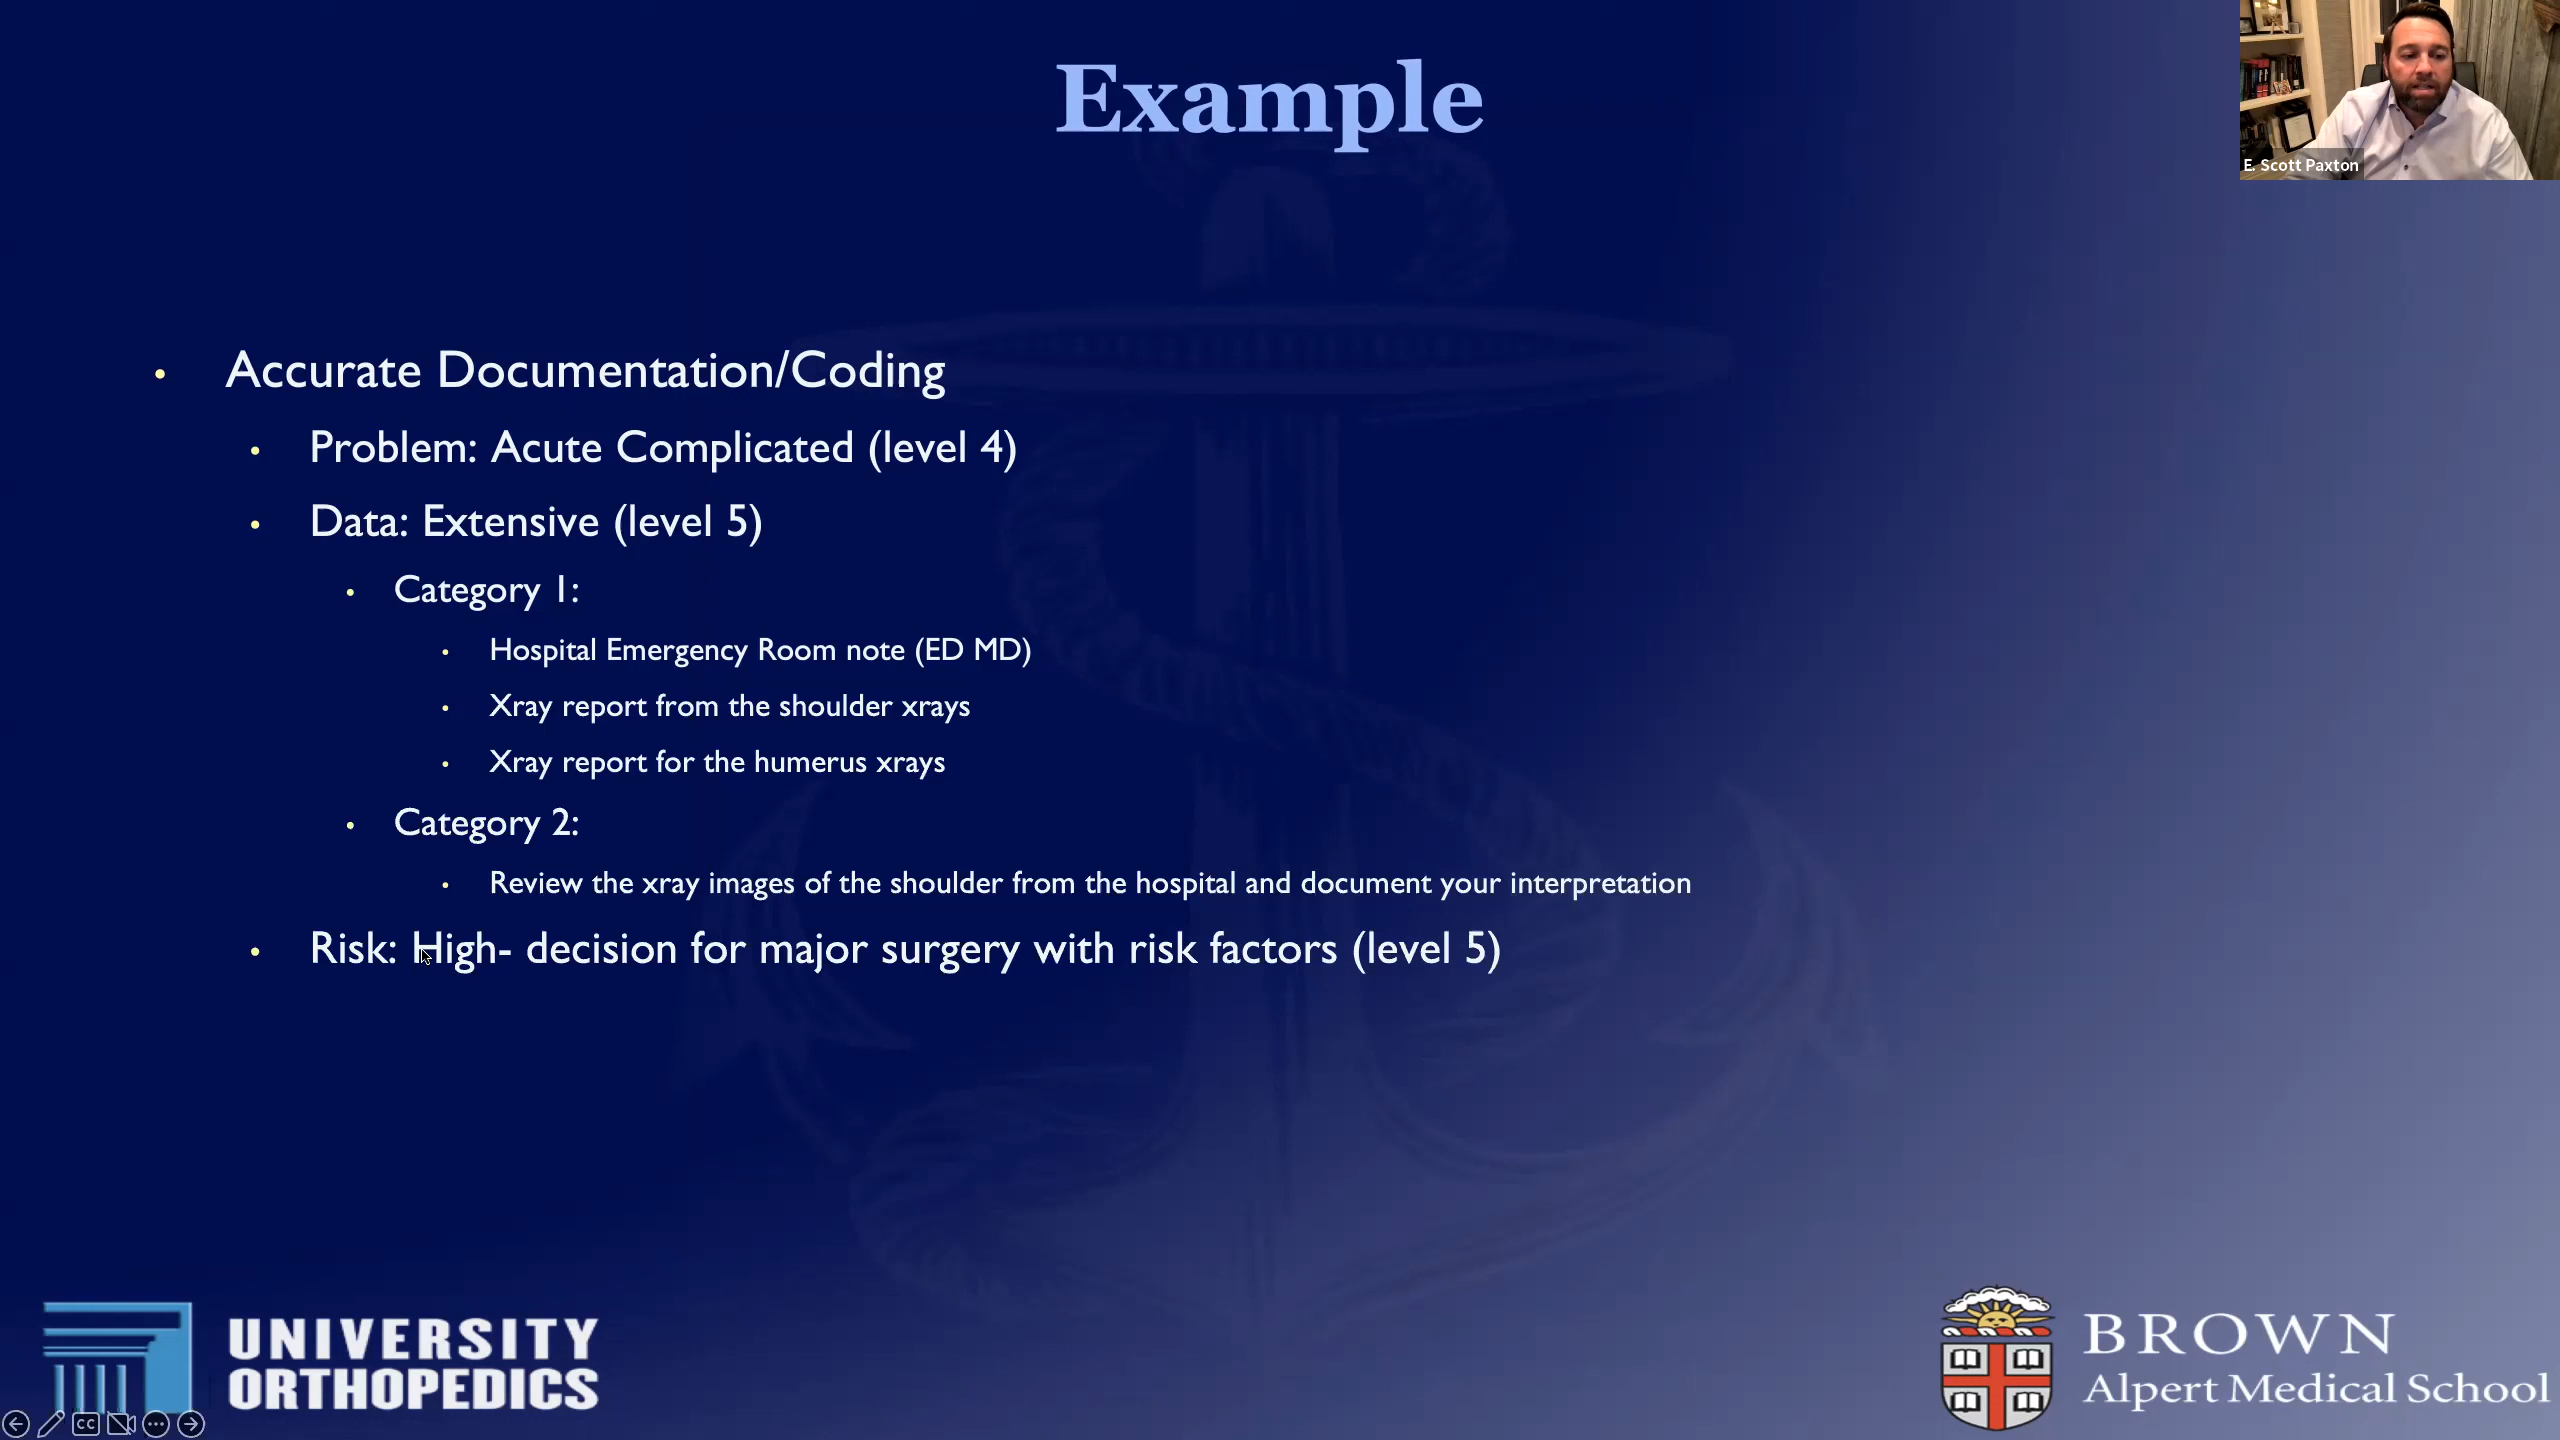 Example
E. Scott Paxton
Accurate Documentation/Coding
Problem: Acute Complicated (level 4)
Data: Extensive (level 5)
Category 1:
Hospital Emergency Room note (ED MD)
Xray report from the shoulder xrays
Xray report for the humerus xrays
Category 2:
Review the xray images of the shoulder from the hospital and document your interpretation
Risk: High- decision for major surgery with risk factors (level 5)
UNIVERSITY
ORTHOPEDICS
BROWN
Alpert Medical School
CC